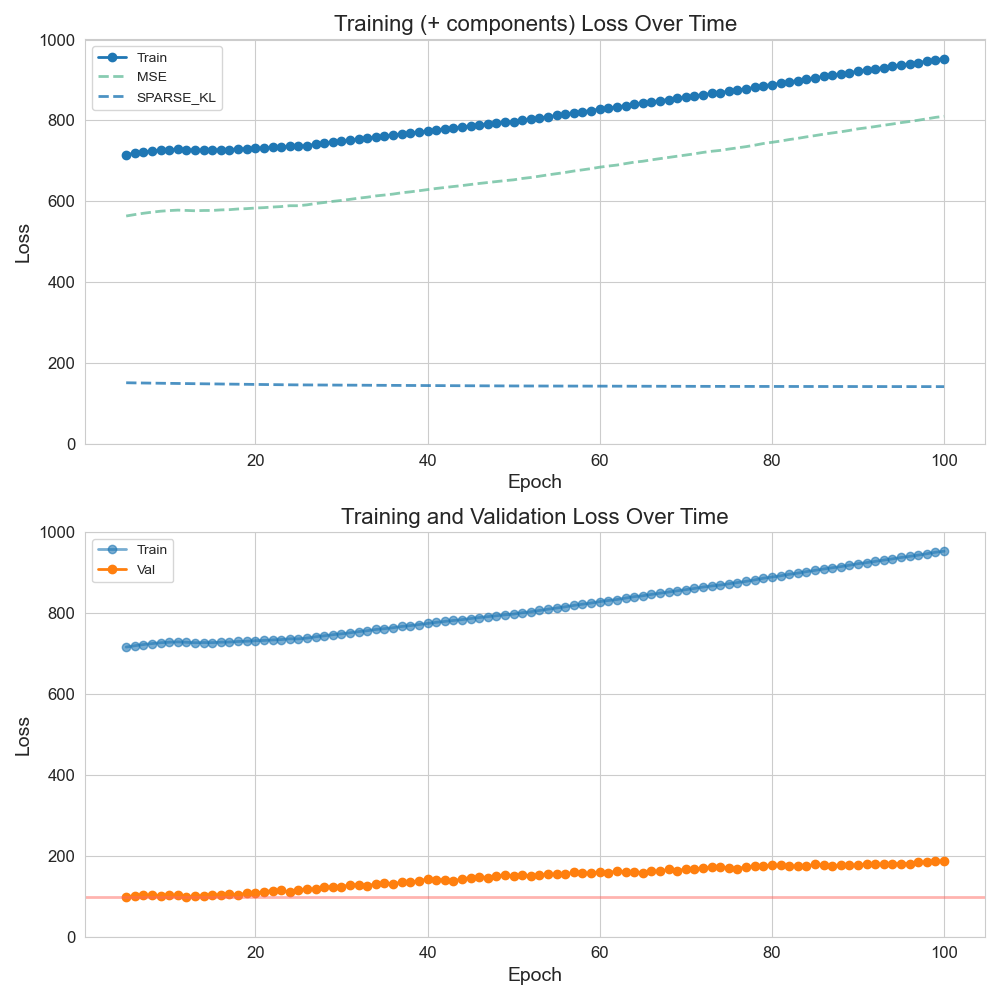 Training (+ components) Loss Over Time
1000
800
600
400
200
0
Loss
Train
MSE
SPARSE_KL
20 40 60 80 100
Epoch
Training and Validation Loss Over Time
1000
800
600
400
200
0
Loss
Train
Val
20 40 60 80 100
Epoch